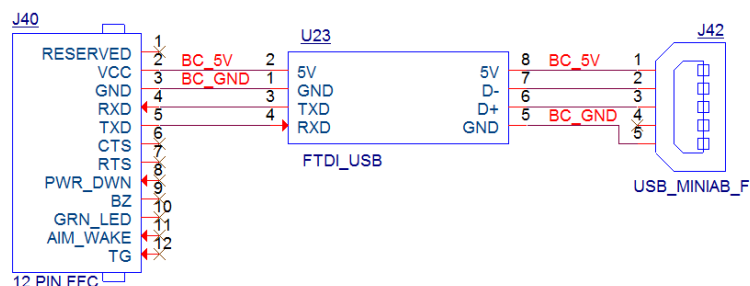 J40
U23
J42
1
RESERVED
2
VCC
BC_5V
2
5V
5V
8
BC_5V
1
3
GND
BC_GND
1
GND
D-
7
2
4
RXD
3
TXD
D+
6
3
5
TXD
4
RXD
GND
5
BC_GND
4
6
CTS
5
7
RTS
FTDI_USB
8
PWR_DWN
USB_MINIAB_F
9
BZ
10
GRN_LED
11
AIM_WAKE
12
TG
12 PIN FFC